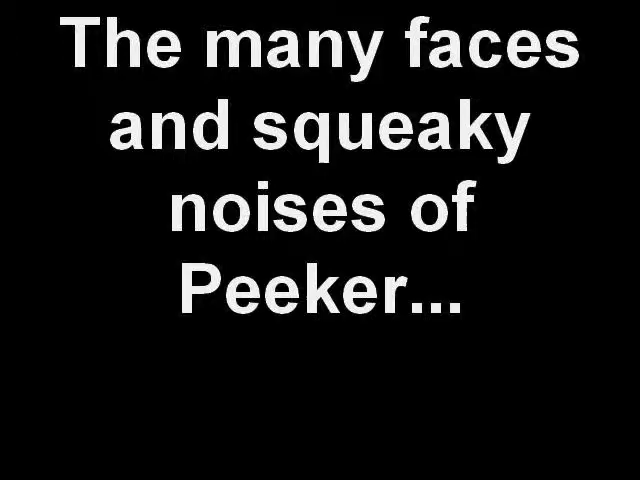 The many faces
and squeaky
noises of
Peeker...